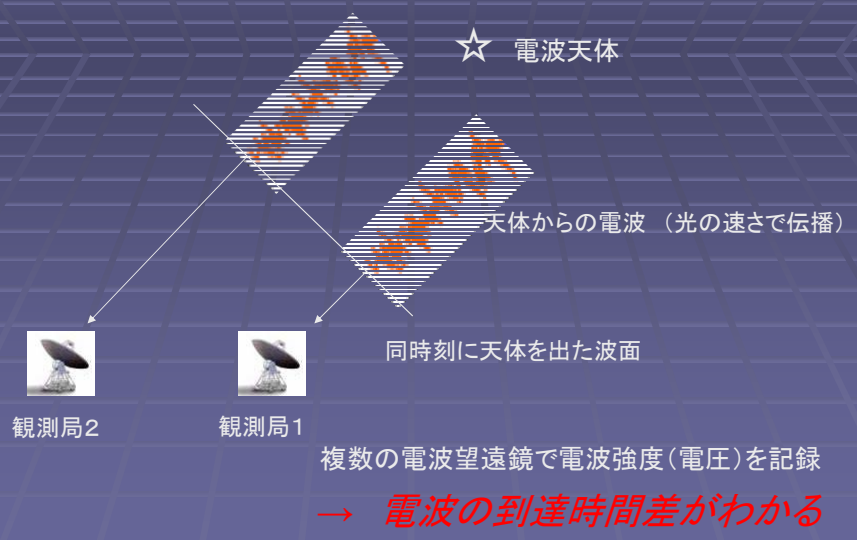 ☆ 電波天体
天体からの電波 (光の速さで伝播)
同時刻に天体を出た波面
観測局2
観測局1
複数の電波望遠鏡で電波強度(電圧)を記録
→ 電波の到達時間差がわかる